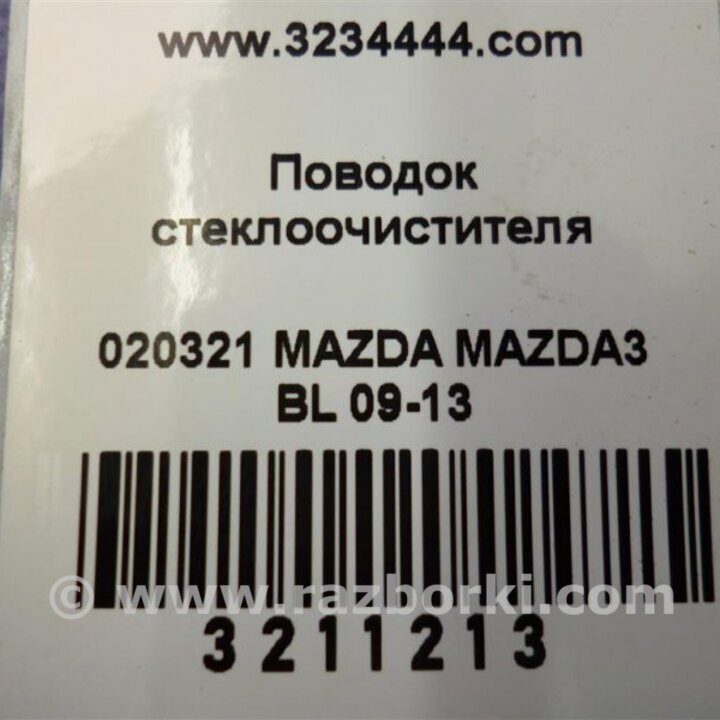 www.3234444.com
Поводок
стеклоочистителя
020321 MAZDA MAZDA3
BL 09-13
© www.razborki.com
3211213